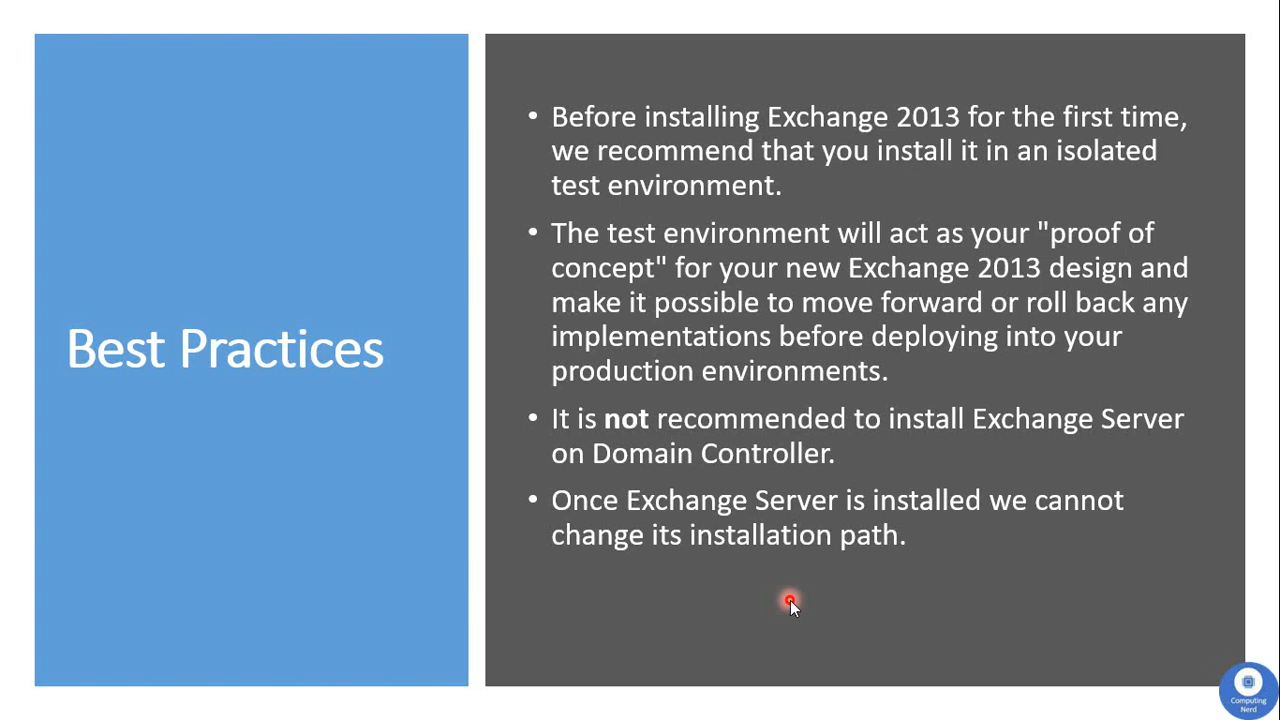 Best Practices
• Before installing Exchange 2013 for the first time,
we recommend that you install it in an isolated
test environment.
• The test environment will act as your "proof of
concept" for your new Exchange 2013 design and
make it possible to move forward or roll back any
implementations before deploying into your
production environments.
• It is not recommended to install Exchange Server
on Domain Controller.
• Once Exchange Server is installed we cannot
change its installation path.
Computing
Nerd